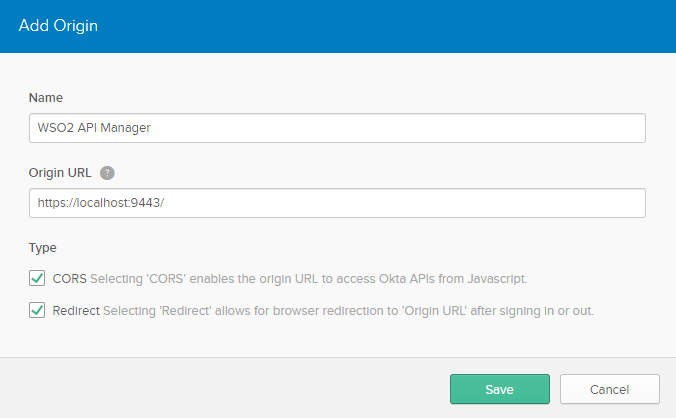 Add Origin
Name
WSO2 API Manager
Origin URL ?
https://localhost:9443/
Type
CORS Selecting 'CORS' enables the origin URL to access Okta APIs from Javascript.
Redirect Selecting 'Redirect' allows for browser redirection to 'Origin URL' after signing in or out.
Save Cancel